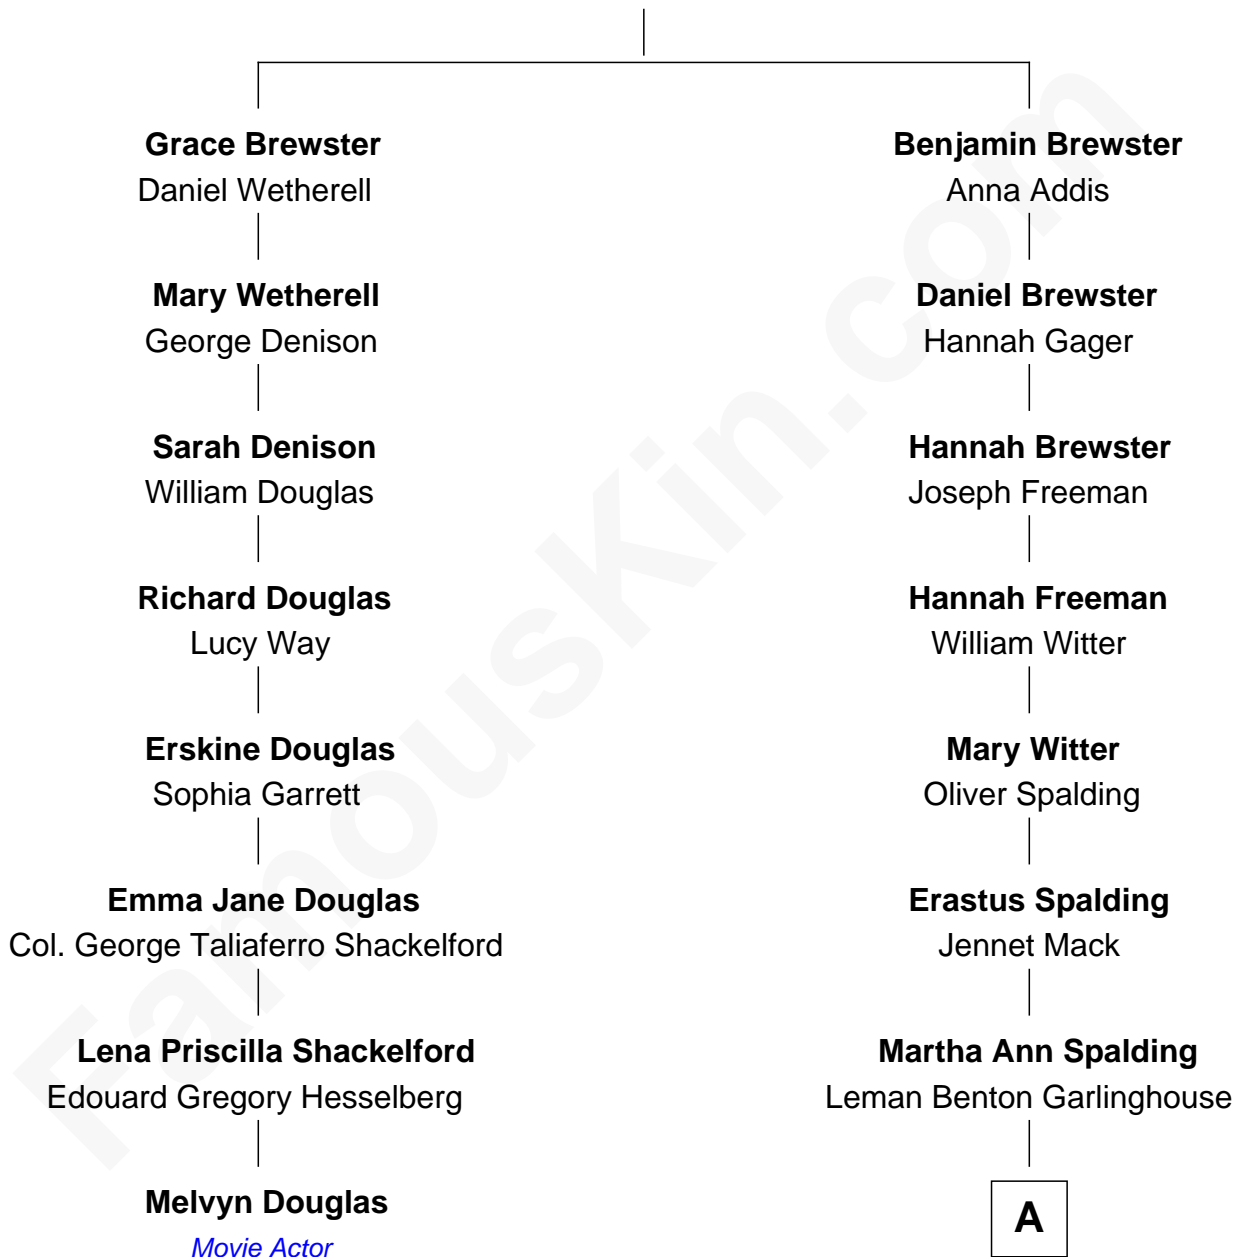 Grace Brewster
Daniel Wetherell
Mary Wetherell
George Denison
Sarah Denison
William Douglas
Richard Douglas
Lucy Way
Erskine Douglas
Sophia Garrett
Emma Jane Douglas
Col. George Taliaferro Shackelford
Lena Priscilla Shackelford
Edouard Gregory Hesselberg
Melvyn Douglas
Movie Actor
Benjamin Brewster
Anna Addis
Daniel Brewster
Hannah Gager
Hannah Brewster
Joseph Freeman
Hannah Freeman
William Witter
Mary Witter
Oliver Spalding
Erastus Spalding
Jennet Mack
Martha Ann Spalding
Leman Benton Garlinghouse
A
FamousKin.com